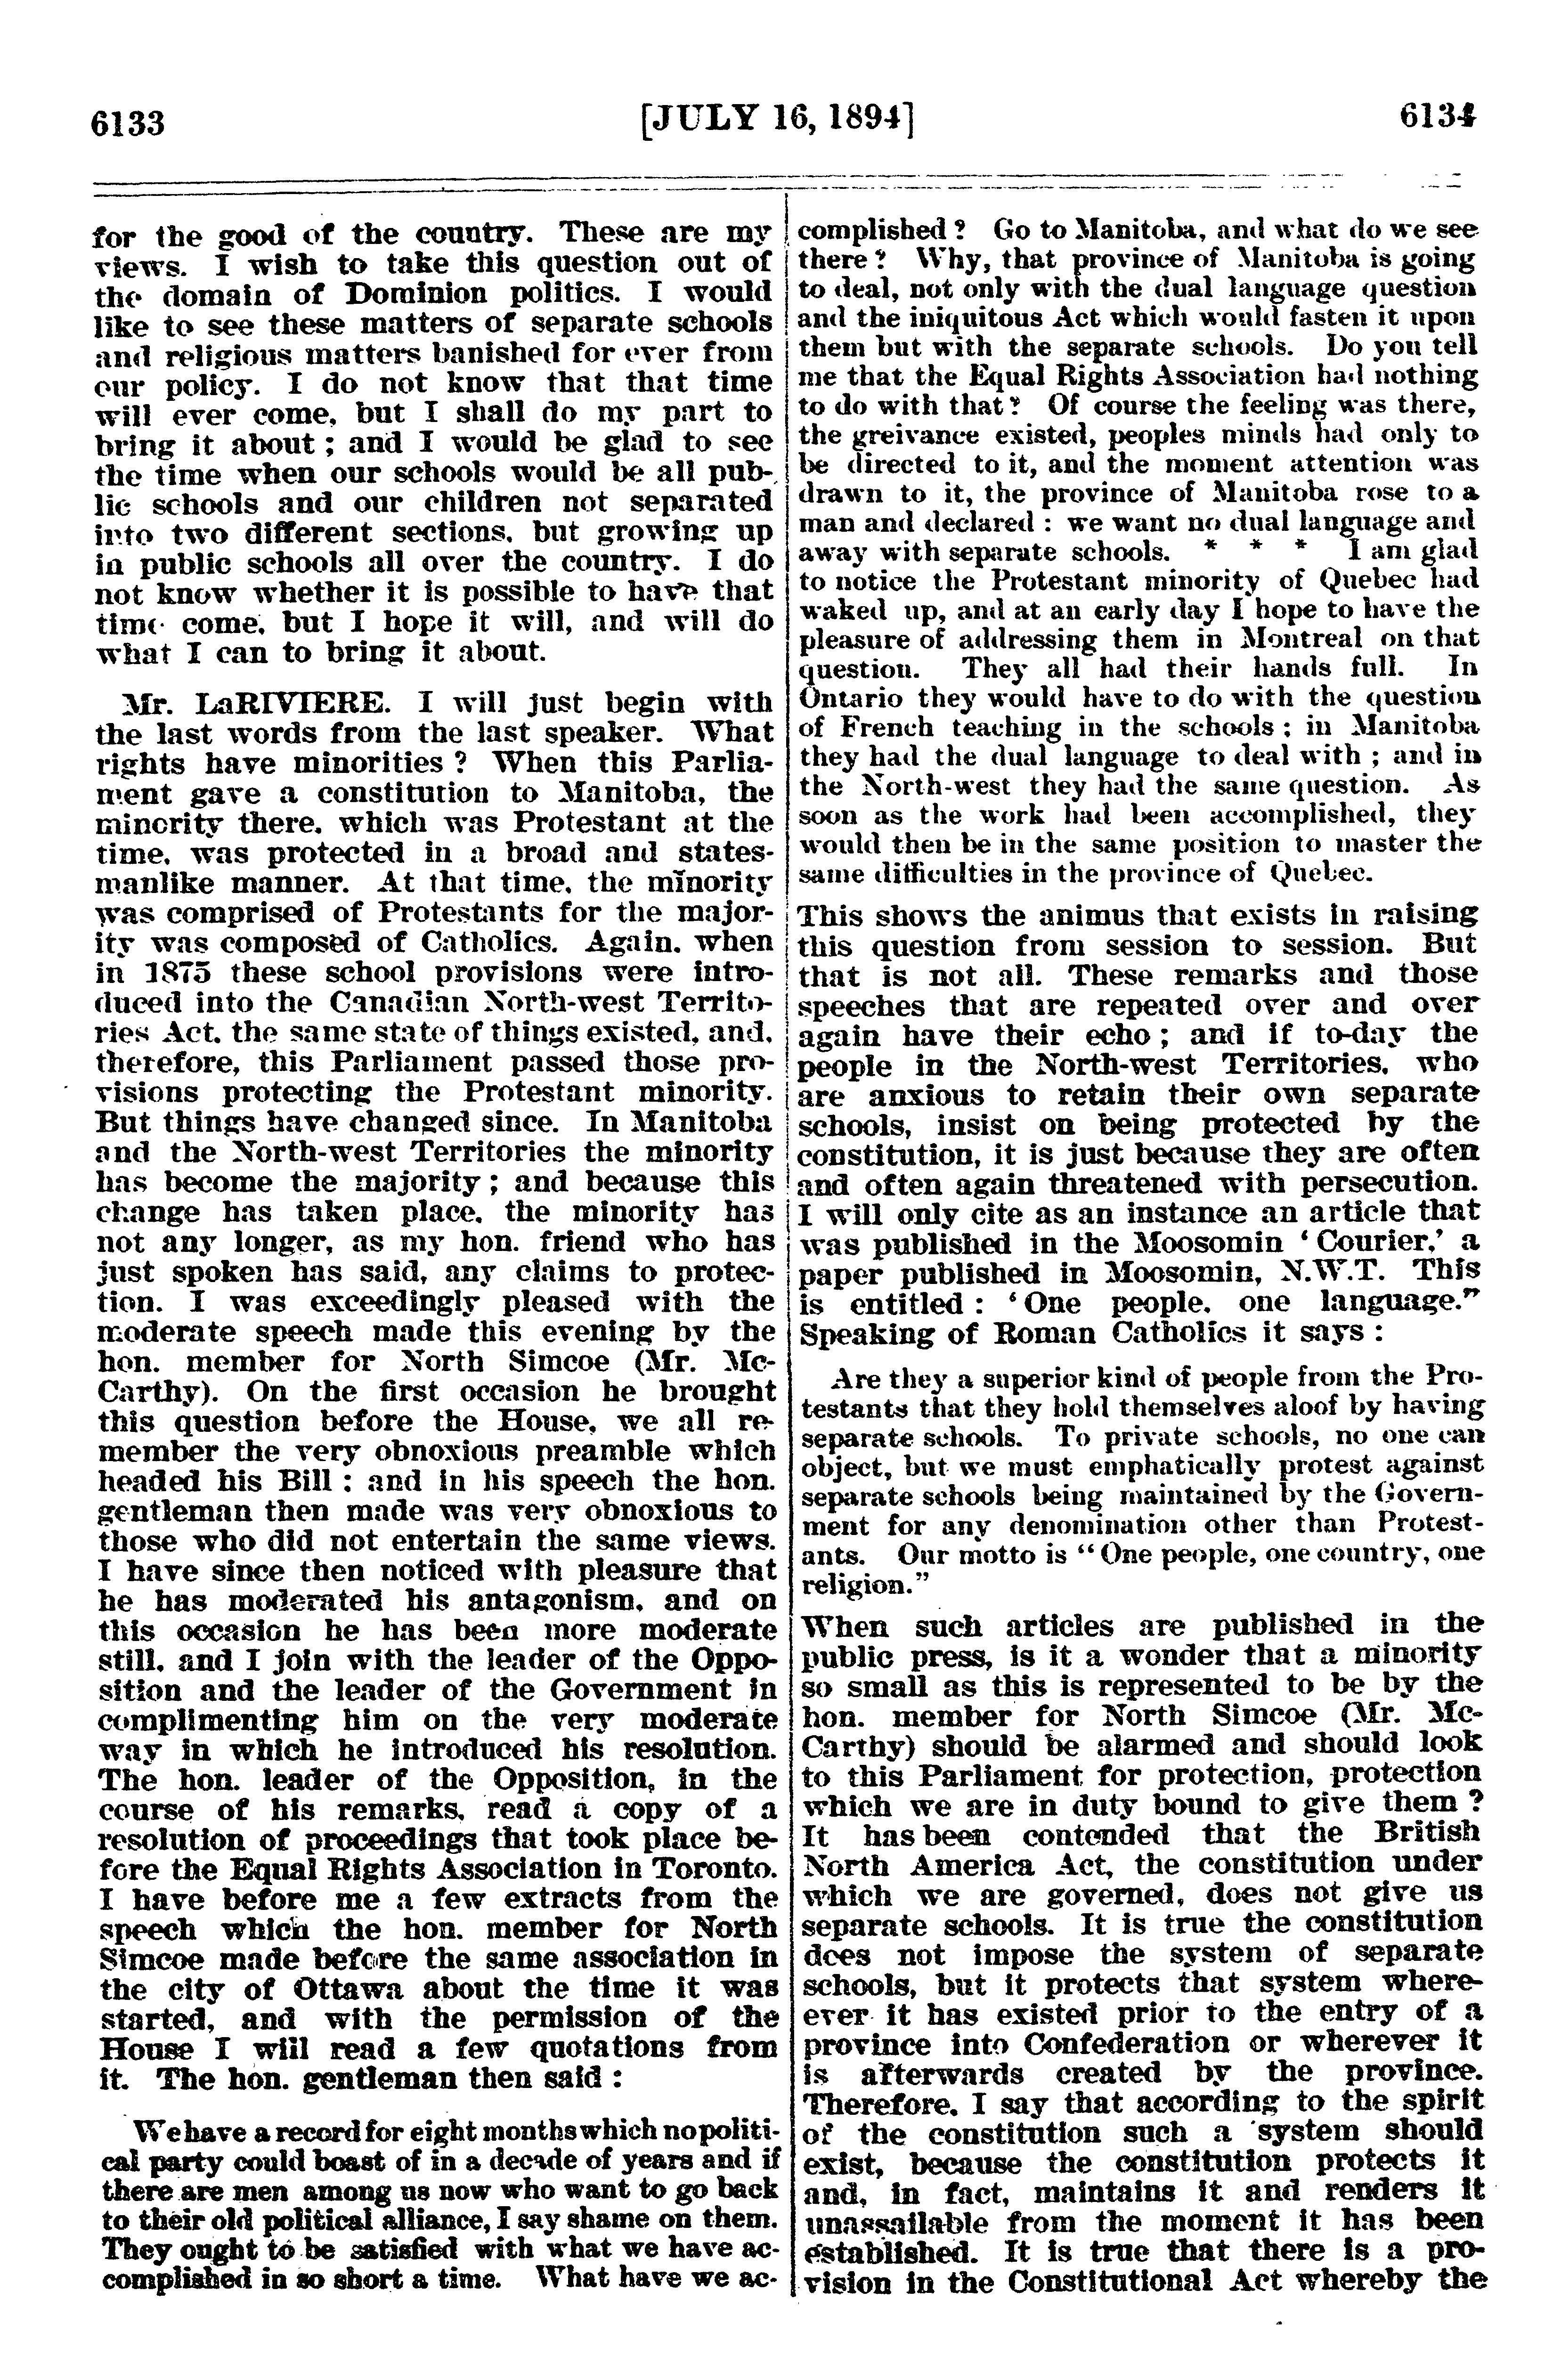 6133
[JULY 16, 1894]
6134
for the good of the country. These are my
views. I wish to take this question out of
the domain of Dominion politics. I would
like to see these matters of separate schools
and religious matters banished for ever from
our policy. I do not know that that time
will ever come, but I shall do my part to
bring it about ; and I would be glad to see
the time when our schools would be all pub-
lic schools and our children not separated
into two different sections, but growing up
in public schools all over the country. I do
not know whether it is possible to have that
time come, but I hope it will, and will do
what I can to bring it about.
Mr. LaRIVIERE. I will just begin with
the last words from the last speaker. What
rights have minorities ? When this Parlia-
ment gave a constitution to Manitoba, the
minority there, which was Protestant at the
time, was protected in a broad and states-
manlike manner. At that time, the minority
was comprised of Protestants for the major-
ity was composed of Catholics. Again, when
in 1875 these school provisions were intro-
duced into the Canadian North-west Territo-
ries Act, the same state of things existed, and,
therefore, this Parliament passed those pro-
visions protecting the Protestant minority.
But things have changed since. In Manitoba
and the North-west Territories the minority
has become the majority ; and because this
change has taken place, the minority has
not any longer, as my hon. friend who has
just spoken has said, any claims to protec-
tion. I was exceedingly pleased with the
moderate speech made this evening by the
hon. member for North Simcoe (Mr. Mc-
Carthy). On the first occasion he brought
this question before the House, we all re-
member the very obnoxious preamble which
headed his Bill : and in his speech the hon.
gentleman then made was very obnoxious to
those who did not entertain the same views.
I have since then noticed with pleasure that
he has moderated his antagonism, and on
this occasion he has been more moderate
still, and I join with the leader of the Oppo-
sition and the leader of the Government in
complimenting him on the very moderate
way in which he introduced his resolution.
The hon. leader of the Opposition, in the
course of his remarks, read a copy of a
resolution of proceedings that took place be-
fore the Equal Rights Association in Toronto.
I have before me a few extracts from the
speech which the hon. member for North
Simcoe made before the same association in
the city of Ottawa about the time it was
started, and with the permission of the
House I will read a few quotations from
it. The hon. gentleman then said :
We have a record for eight months which no politi-
cal party could boast of in a decade of years and if
there are men among us now who want to go back
to their old political alliance, I say shame on them.
They ought to be satisfied with what we have ac-
complished in so short a time. What have we ac-
complished ? Go to Manitoba, and what do we see
there ? Why, that province of Manitoba is going
to deal, not only with the dual language question
and the iniquitous Act which would fasten it upon
them but with the separate schools. Do you tell
me that the Equal Rights Association had nothing
to do with that ? Of course the feeling was there,
the greivance existed, peoples minds had only to
be directed to it, and the moment attention was
drawn to it, the province of Manitoba rose to a
man and declared : we want no dual language and
away with separate schools. * * * I am glad
to notice the Protestant minority of Quebec had
waked up, and at an early day I hope to have the
pleasure of addressing them in Montreal on that
question. They all had their hands full. In
Ontario they would have to do with the question
of French teaching in the schools ; in Manitoba
they had the dual language to deal with ; and in
the North-west they had the same question. As
soon as the work had been accomplished, they
would then be in the same position to master the
same difficulties in the province of Quebec.
This shows the animus that exists in raising
this question from session to session. But
that is not all. These remarks and those
speeches that are repeated over and over
again have their echo ; and if to-day the
people in the North-west Territories, who
are anxious to retain their own separate
schools, insist on being protected by the
constitution, it is just because they are often
and often again threatened with persecution.
I will only cite as an instance an article that
was published in the Moosomin ' Courier,' a
paper published in Moosomin, N.W.T. This
is entitled : ' One people, one language."
Speaking of Roman Catholics it says :
Are they a superior kind of people from the Pro-
testants that they hold themselves aloof by having
separate schools. To private schools, no one can
object, but we must emphatically protest against
separate schools being maintained by the Govern-
ment for any denomination other than Protest-
ants. Our motto is " One people, one country, one
religion."
When such articles are published in the
public press, is it a wonder that a minority
so small as this is represented to be by the
hon. member for North Simcoe (Mr. Mc-
Carthy) should be alarmed and should look
to this Parliament for protection, protection
which we are in duty bound to give them ?
It has been contended that the British
North America Act, the constitution under
which we are governed, does not give us
separate schools. It is true the constitution
does not impose the system of separate
schools, but it protects that system where-
ever it has existed prior to the entry of a
province into Confederation or wherever it
is afterwards created by the province.
Therefore, I say that according to the spirit
of the constitution such a system should
exist, because the constitution protects it
and, in fact, maintains it and renders it
unassailable from the moment it has been
established. It is true that there is a pro-
vision in the Constitutional Act whereby the